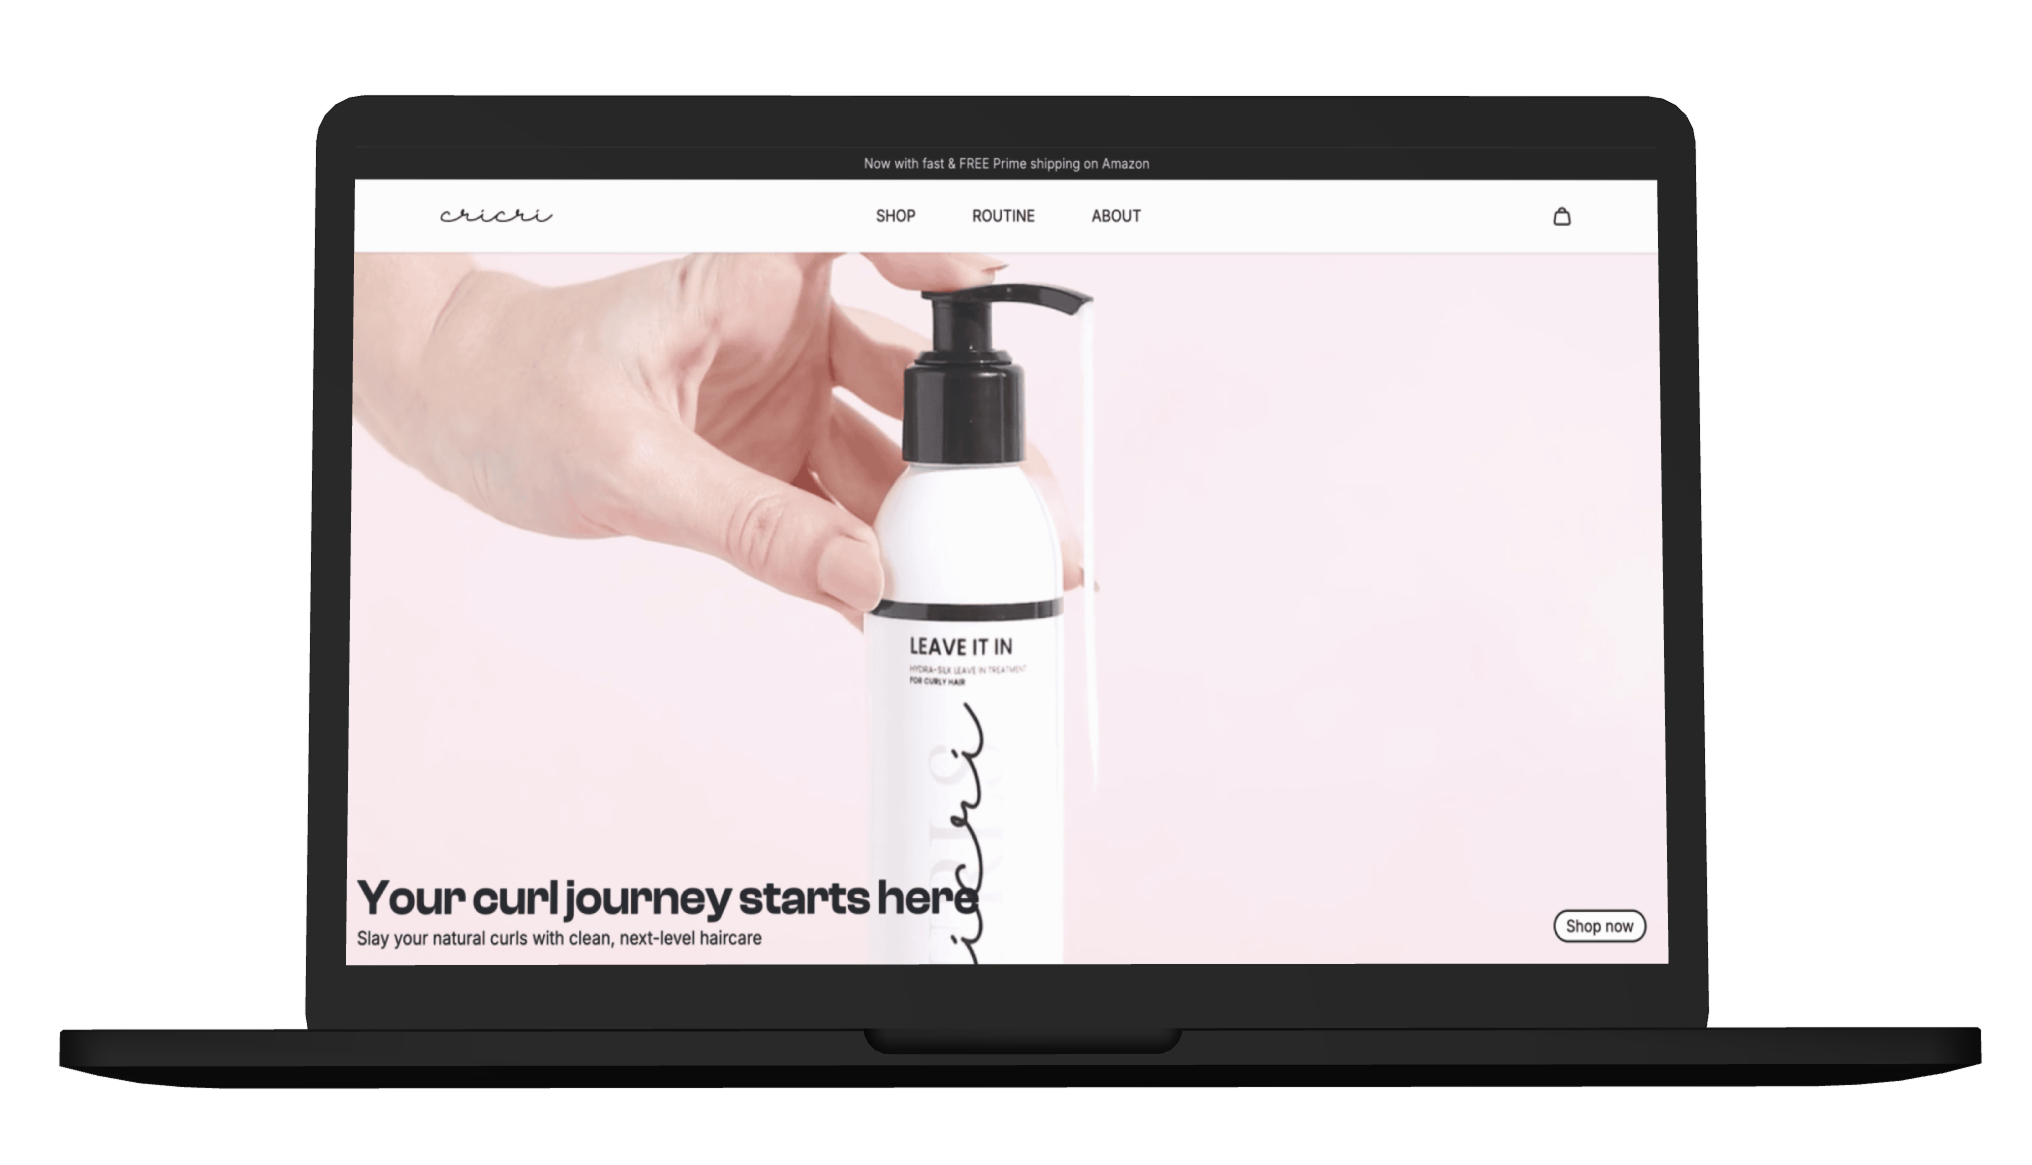 Now with fast & FREE Prime shipping on Amazon
cricri
SHOP
ROUTINE
ABOUT
LEAVE IT IN
HYDRA-SILK LEAVE IN TREATMENT
FOR CURLY HAIR
cricri
Your curl journey starts here
Slay your natural curls with clean, next-level haircare
Shop now